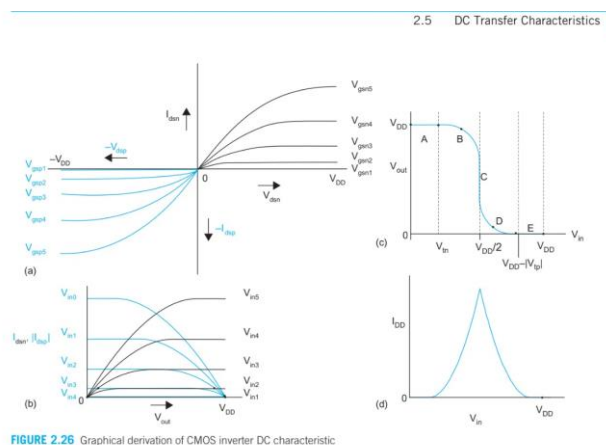 2.5 DC Transfer Characteristics
Vgsn5
Idsn
Vgsn4
Vgsn3
Vgsn2
Vgsn1
–VDD
–Vdsp
Vgsp1
Vgsp2
Vgsp3
Vgsp4
Vgsp5
0
VDD
Vdsn
–Idsp
(a)
VDD
A
B
Vout
C
D
E
0
Vin
Vtn
VDD/2
VDD
VDD–|Vtp|
(c)
Vin0
Vin5
Idsn, |Idsp|
Vin1
Vin4
Vin2
Vin3
Vin3
Vin2
Vin4
Vin1
0
VDD
Vout
(b)
IDD
0
VDD
Vin
(d)
FIGURE 2.26 Graphical derivation of CMOS inverter DC characteristic